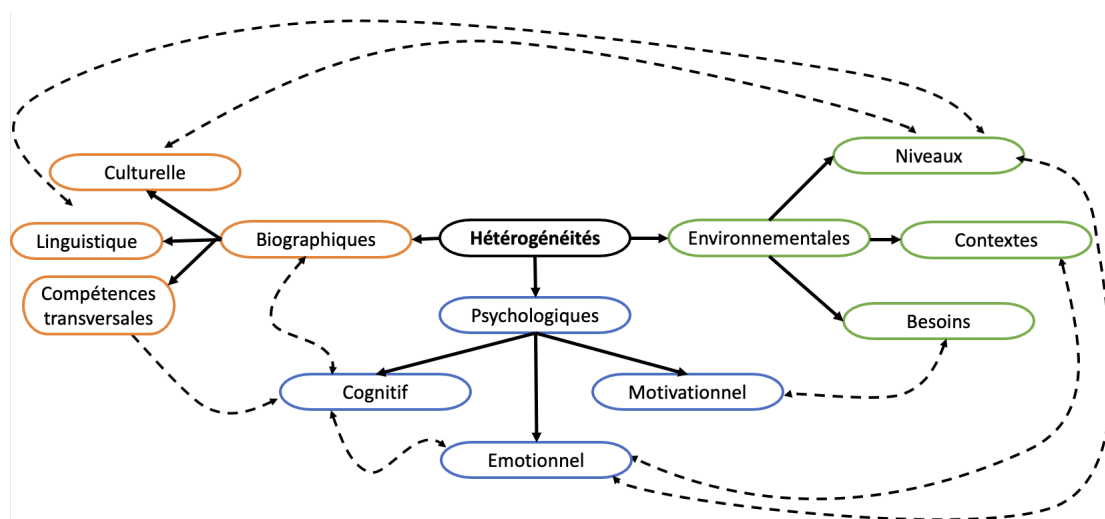 Niveaux
Culturelle
Linguistique
Biographiques
Hétérogénéités
Environnementales
Contextes
Compétences
transversales
Psychologiques
Besoins
Cognitif
Motivationnel
Emotionnel